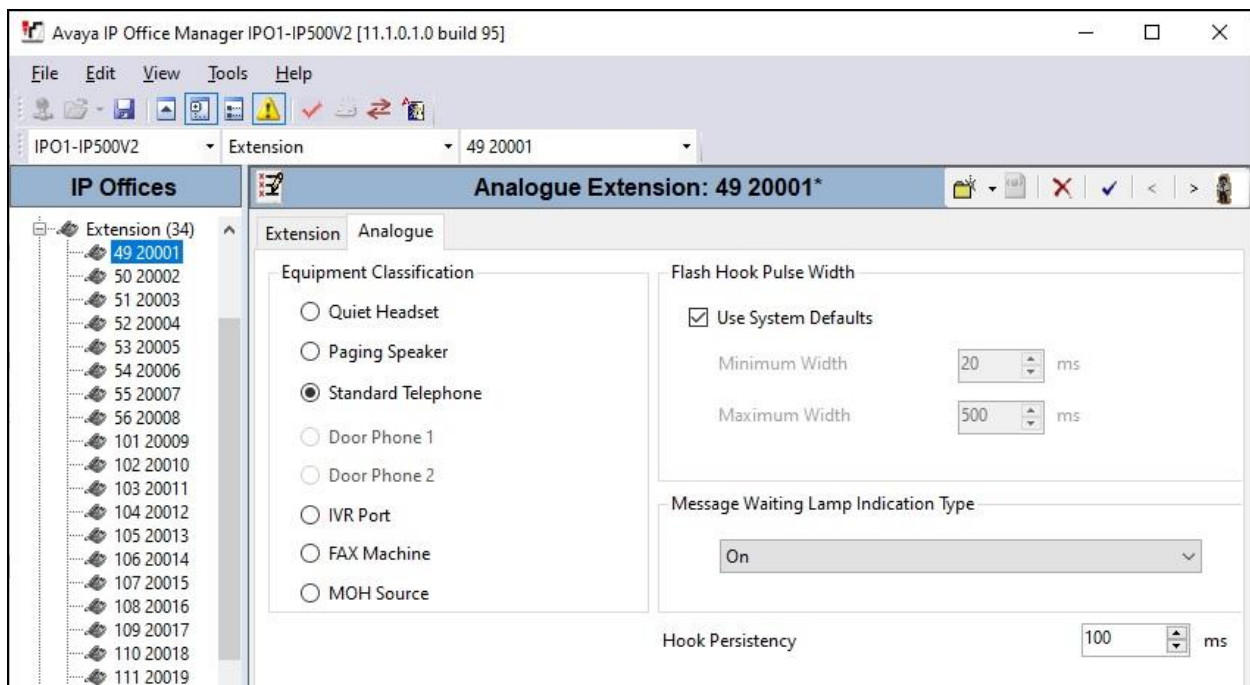 Avaya IP Office Manager IPO1-IP500V2 [11.1.0.1.0 build 95]
File Edit View Tools Help
IPO1-IP500V2 Extension 49 20001
IP Offices
Analogue Extension: 49 20001*
Extension (34)
49 20001
50 20002
51 20003
52 20004
53 20005
54 20006
55 20007
56 20008
101 20009
102 20010
103 20011
104 20012
105 20013
106 20014
107 20015
108 20016
109 20017
110 20018
111 20019
Extension Analogue
Equipment Classification
Quiet Headset
Paging Speaker
Standard Telephone
Door Phone 1
Door Phone 2
IVR Port
FAX Machine
MOH Source
Flash Hook Pulse Width
Use System Defaults
Minimum Width 20 ms
Maximum Width 500 ms
Message Waiting Lamp Indication Type
On
Hook Persistency 100 ms